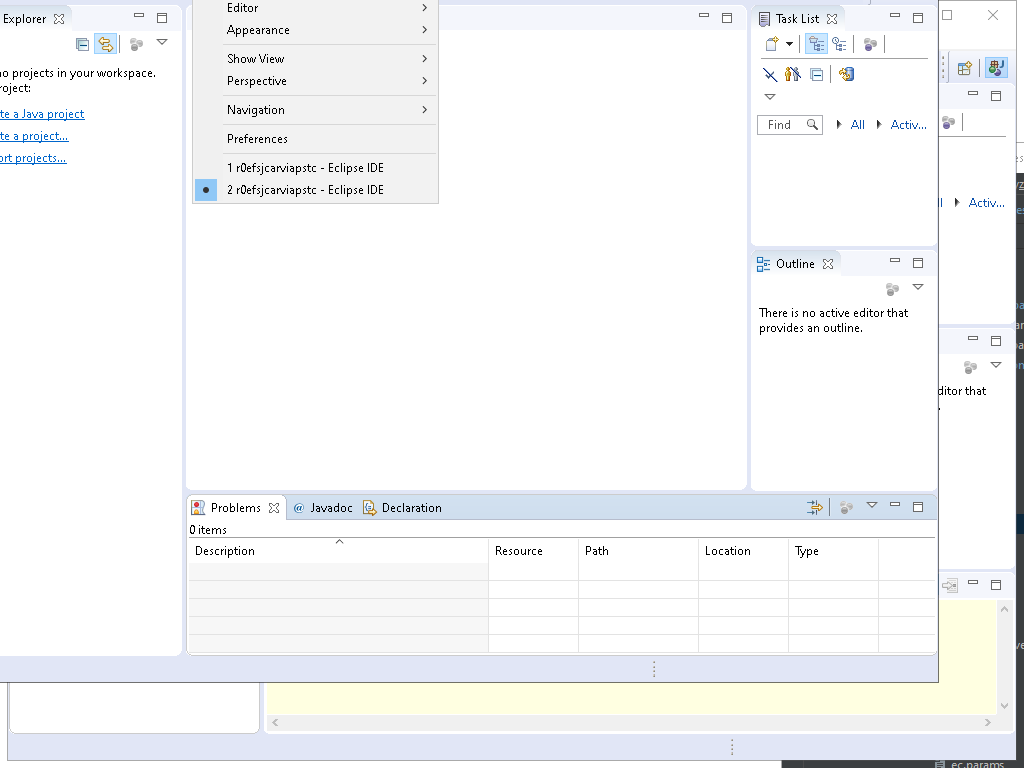 Explorer
no projects in your workspace.
roject:
te a Java project
te a project...
ort projects...
Editor
Appearance
Show View
Perspective
Navigation
Preferences
1 r0efsjcarviapstc - Eclipse IDE
2 r0efsjcarviapstc - Eclipse IDE
Task List
Find
All
Activ...
Outline
There is no active editor that
provides an outline.
Activ...
ditor that
Problems
@ Javadoc
Declaration
0 items
Description
Resource
Path
Location
Type
ec.params